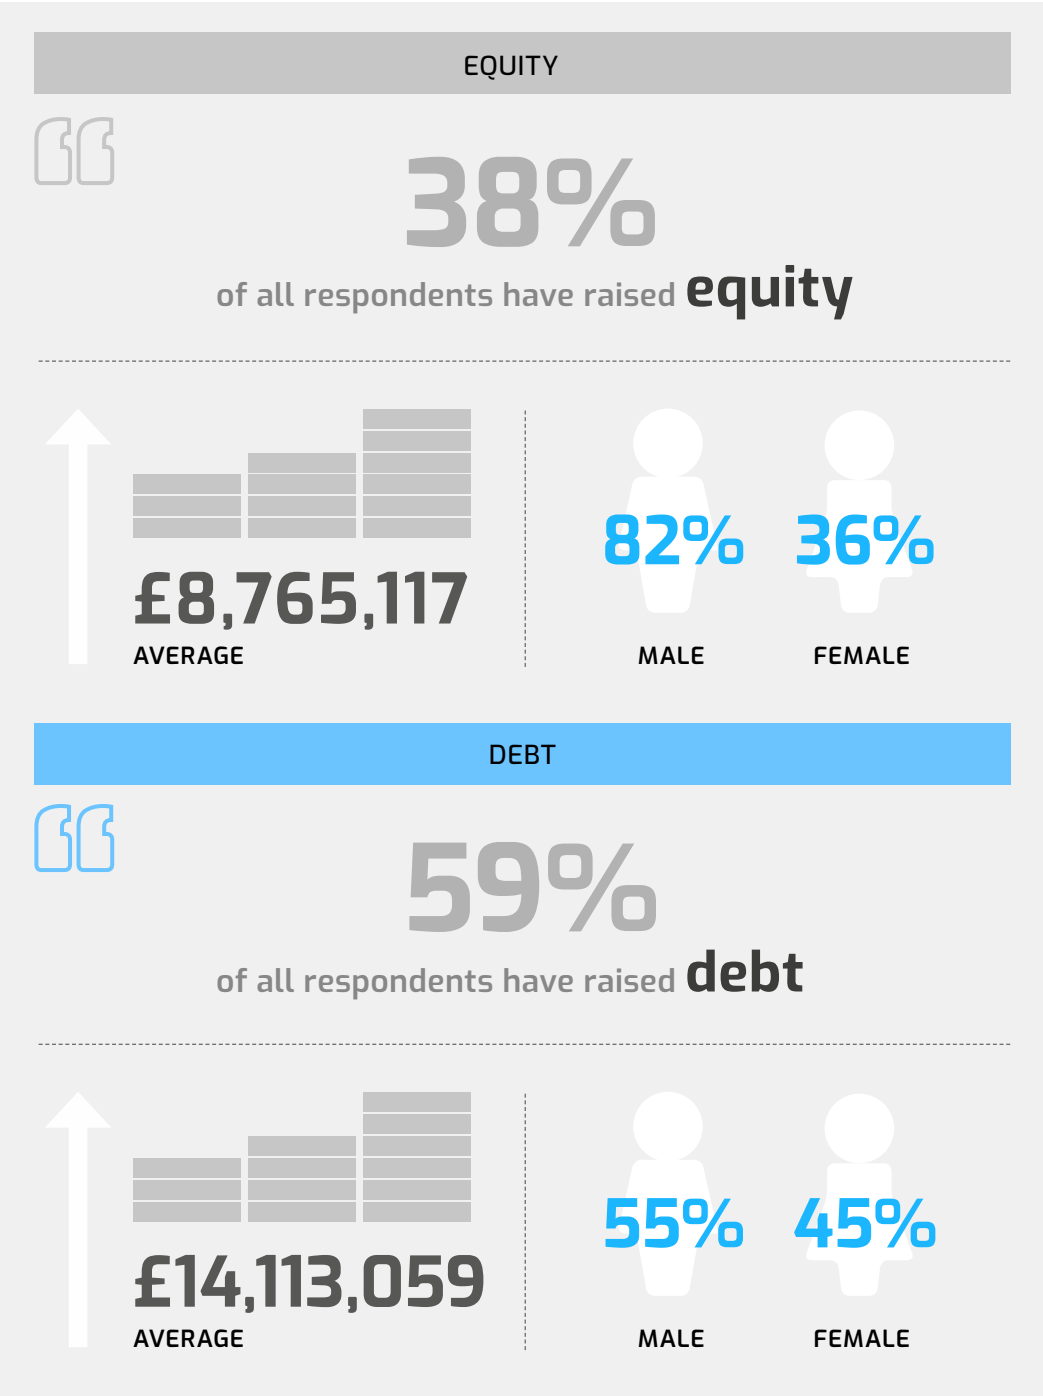 EQUITY
38%
of all respondents have raised equity
82% 36%
£8,765,117
AVERAGE
MALE FEMALE
DEBT
59%
of all respondents have raised debt
55% 45%
£14,113,059
AVERAGE
MALE FEMALE